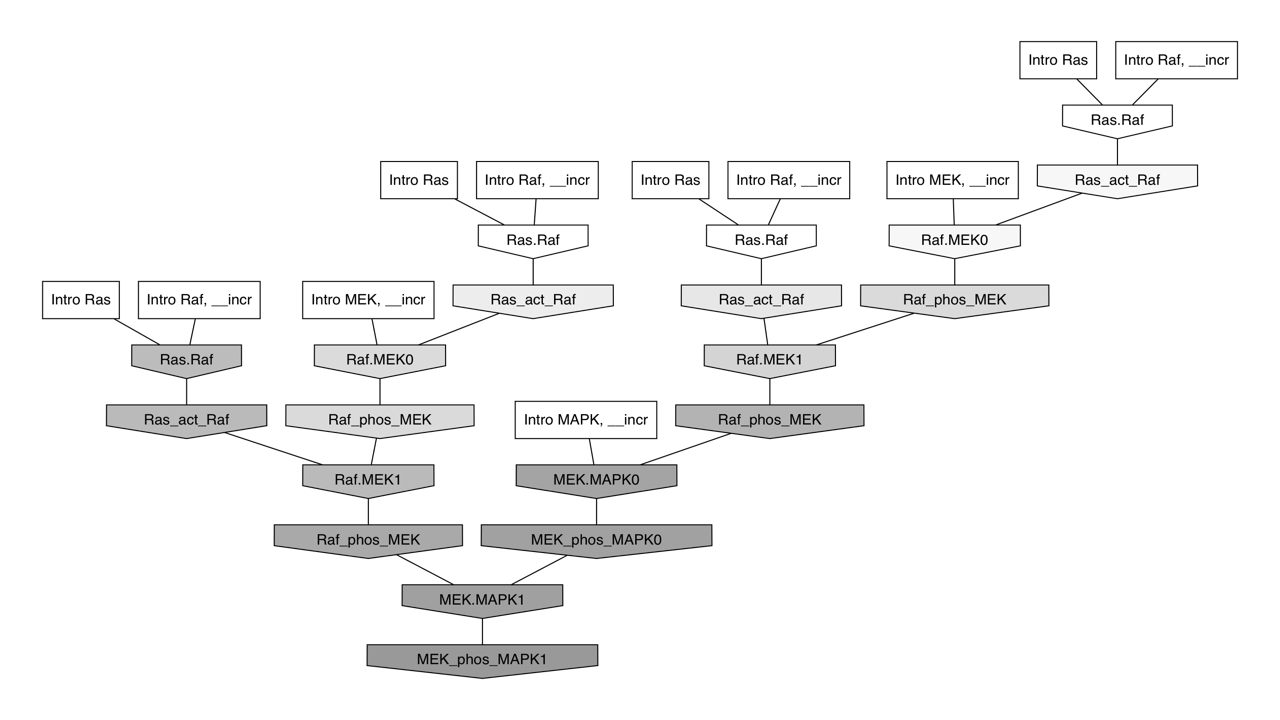 Intro Ras
Intro Raf, __incr
Ras.Raf
Intro Ras
Intro Raf, __incr
Intro Ras
Intro Raf, __incr
Intro MEK, __incr
Ras_act_Raf
Ras.Raf
Ras.Raf
Raf.MEK0
Intro Ras
Intro Raf, __incr
Intro MEK, __incr
Ras_act_Raf
Ras_act_Raf
Raf_phos_MEK
Ras.Raf
Raf.MEK0
Raf.MEK1
Ras_act_Raf
Raf_phos_MEK
Intro MAPK, __incr
Raf_phos_MEK
Raf.MEK1
MEK.MAPK0
Raf_phos_MEK
MEK_phos_MAPK0
MEK.MAPK1
MEK_phos_MAPK1